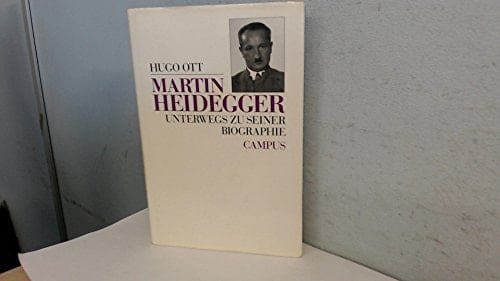 HUGO OTT
MARTIN
HEIDEGGER
UNTERWEGS ZU SEINER
BIOGRAPHIE
CAMPUS